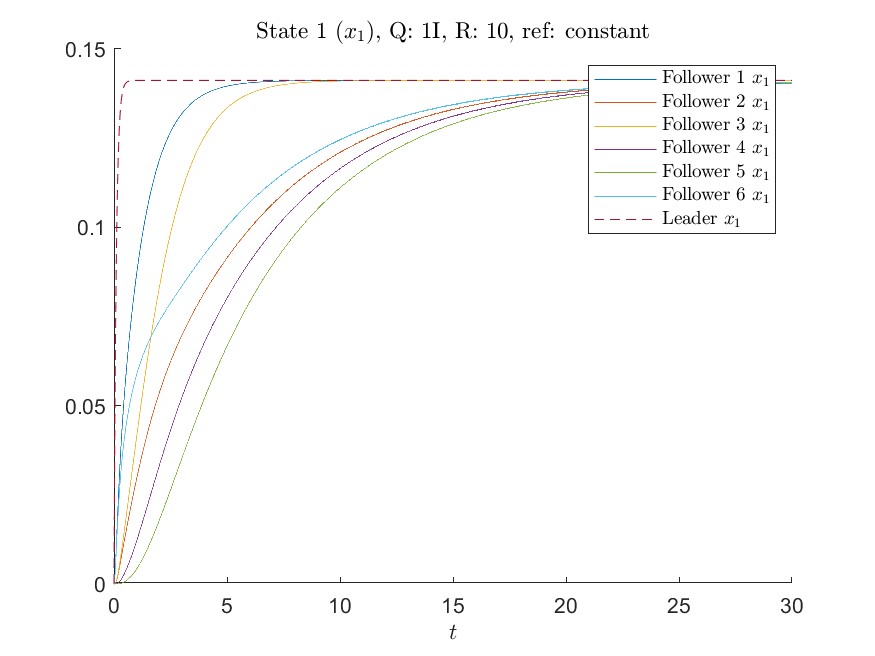 State 1 (x₁), Q: 1I, R: 10, ref: constant
0.15
0.1
0.05
0
Follower 1 x₁
Follower 2 x₁
Follower 3 x₁
Follower 4 x₁
Follower 5 x₁
Follower 6 x₁
Leader x₁
0 5 10 15 20 25 30
t